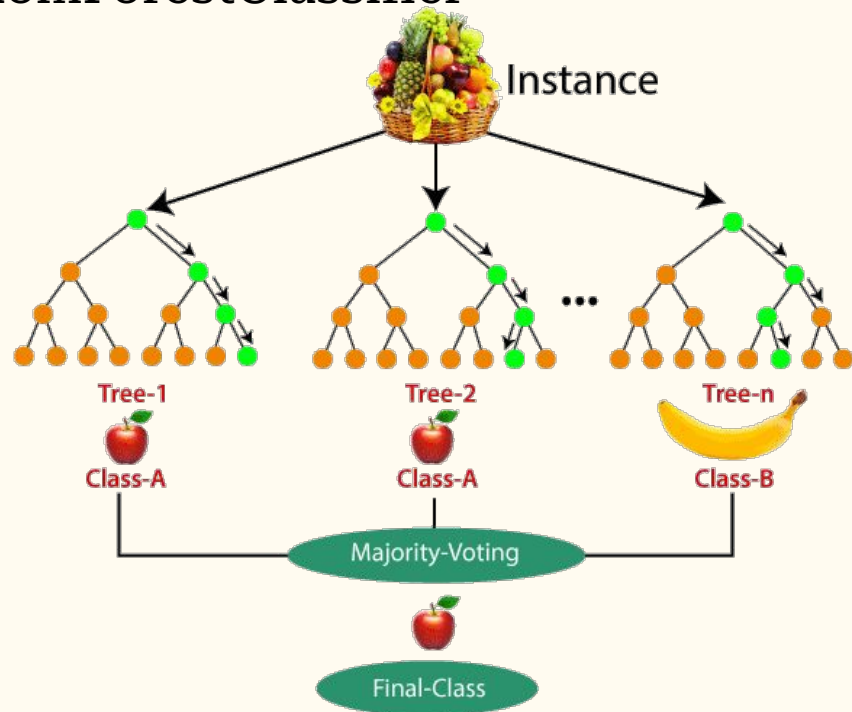 Instance
Tree-1
Tree-2
Tree-n
Class-A
Class-A
Class-B
Majority-Voting
Final-Class